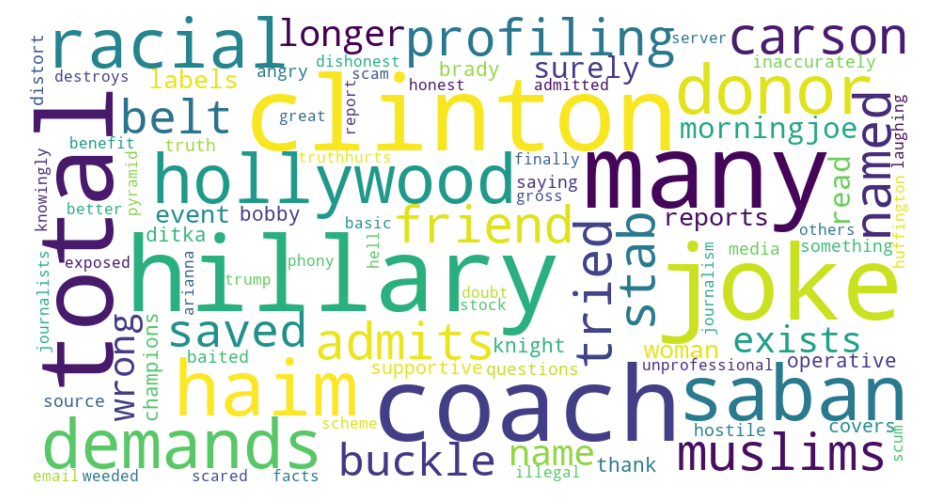 racial
longer
profiling
server
carson
distort
destroys
labels
angry
dishonest
scam
brady
surely
inaccurately
honest
admitted
belt
great
report
clinton
donor
morningjoe
named
laughing
total
knowingly
benefit
truth
truthhurts
finally
many
better
pyramid
hollywood
saying
gross
read
event
bobby
basic
friend
reports
others
ditka
tried
stab
something
huffington
exposed
arianna
hillary
phony
hell
trump
doubt
stock
journalism
media
joke
journalists
wrong
champions
saved
admits
knight
woman
exists
baited
haim
supportive
questions
unprofessional
operative
source
coach
saban
scheme
hostile
covers
demands
buckle
name
illegal
thank
muslims
scum
email
weeded
scared
facts